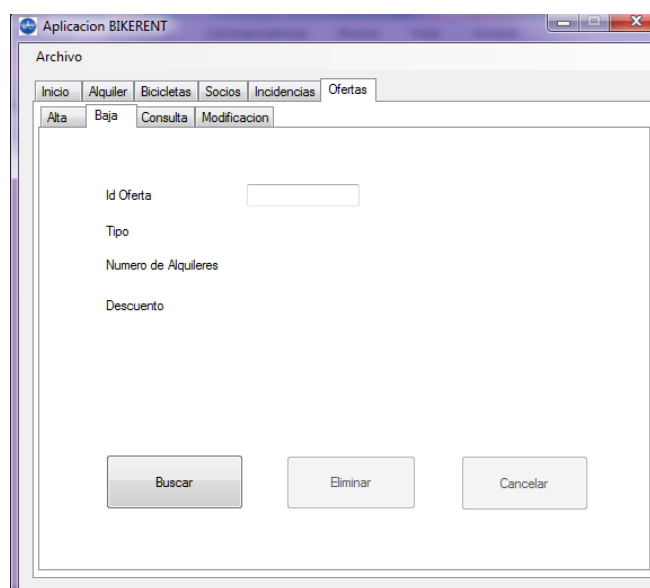 Aplicacion BIKERENT
Archivo
Inicio Alquiler Bicicletas Socios Incidencias Ofertas
Alta Baja Consulta Modificacion
Id Oferta
Tipo
Numero de Alquileres
Descuento
Buscar Eliminar Cancelar